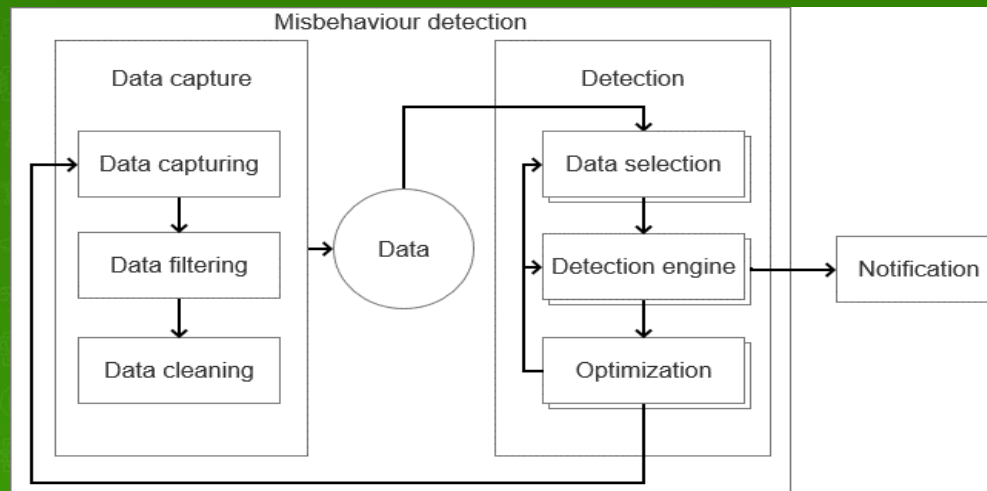 Misbehaviour detection
Data capture
Data capturing
Data filtering
Data cleaning
Data
Detection
Data selection
Detection engine
Optimization
Notification